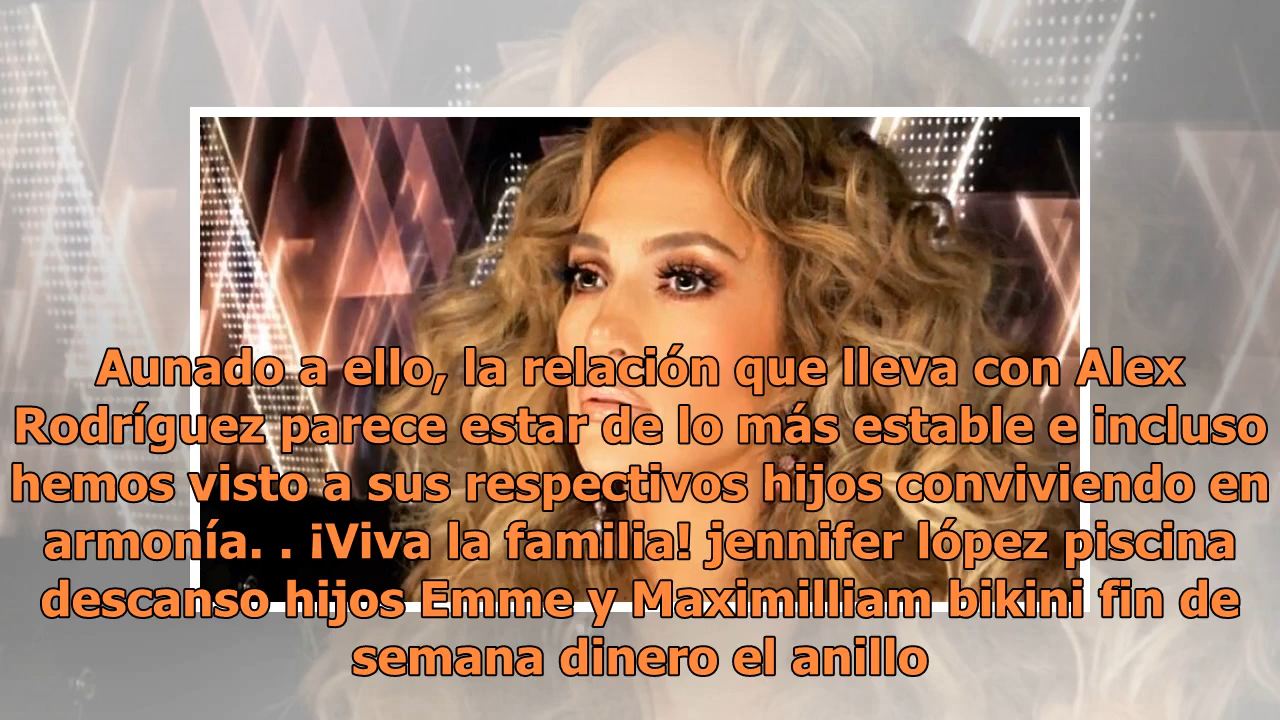 Aunado a ello, la relación que lleva con Alex
Rodríguez parece estar de lo más estable e incluso
hemos visto a sus respectivos hijos conviviendo en
armonía. . ¡Viva la familia! jennifer lópez piscina
descanso hijos Emme y Maximilliam bikini fin de
semana dinero el anillo